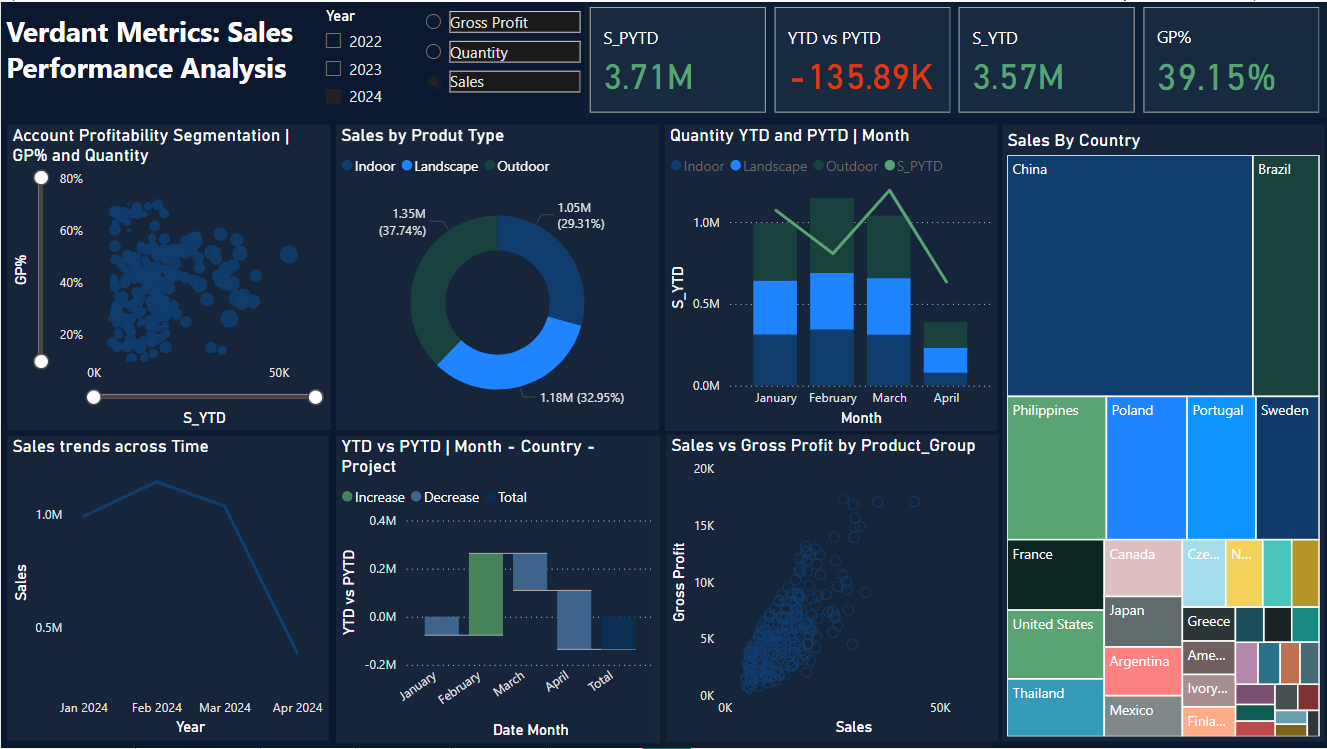 Verdant Metrics: Sales
Performance Analysis
Year
2022
2023
2024
Gross Profit
Quantity
Sales
S_PYTD
3.71M
YTD vs PYTD
-135.89K
S_YTD
3.57M
GP%
39.15%
Account Profitability Segmentation |
GP% and Quantity
80%
60%
40%
20%
GP%
0K
50K
S_YTD
Sales by Produt Type
Indoor Landscape Outdoor
1.35M
(37.74%)
1.05M
(29.31%)
1.18M (32.95%)
Quantity YTD and PYTD | Month
Indoor Landscape Outdoor S_PYTD
1.0M
0.5M
0.0M
S_YTD
January February March April
Month
Sales By Country
China
Brazil
Philippines
Poland
Portugal
Sweden
France
United States
Thailand
Canada
Japan
Argentina
Mexico
Cze...
N...
Greece
Ame...
Ivory...
Finla...
Sales trends across Time
1.0M
0.5M
Sales
Jan 2024 Feb 2024 Mar 2024 Apr 2024
Year
YTD vs PYTD | Month - Country -
Project
Increase Decrease Total
0.4M
0.2M
0.0M
-0.2M
YTD vs PYTD
January February March April Total
Date Month
Sales vs Gross Profit by Product_Group
20K
15K
10K
5K
0K
Gross Profit
0K
50K
Sales